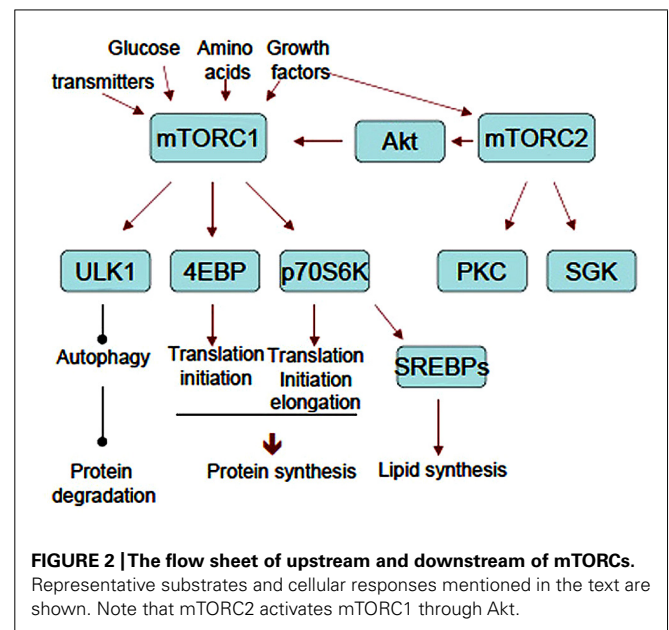 Glucose Amino acids Growth factors
transmitters
mTORC1 Akt mTORC2
ULK1 4EBP p70S6K PKC SGK
Autophagy Translation initiation Translation Initiation elongation SREBPs
Protein degradation Protein synthesis Lipid synthesis
FIGURE 2 | The flow sheet of upstream and downstream of mTORCs.
Representative substrates and cellular responses mentioned in the text are
shown. Note that mTORC2 activates mTORC1 through Akt.